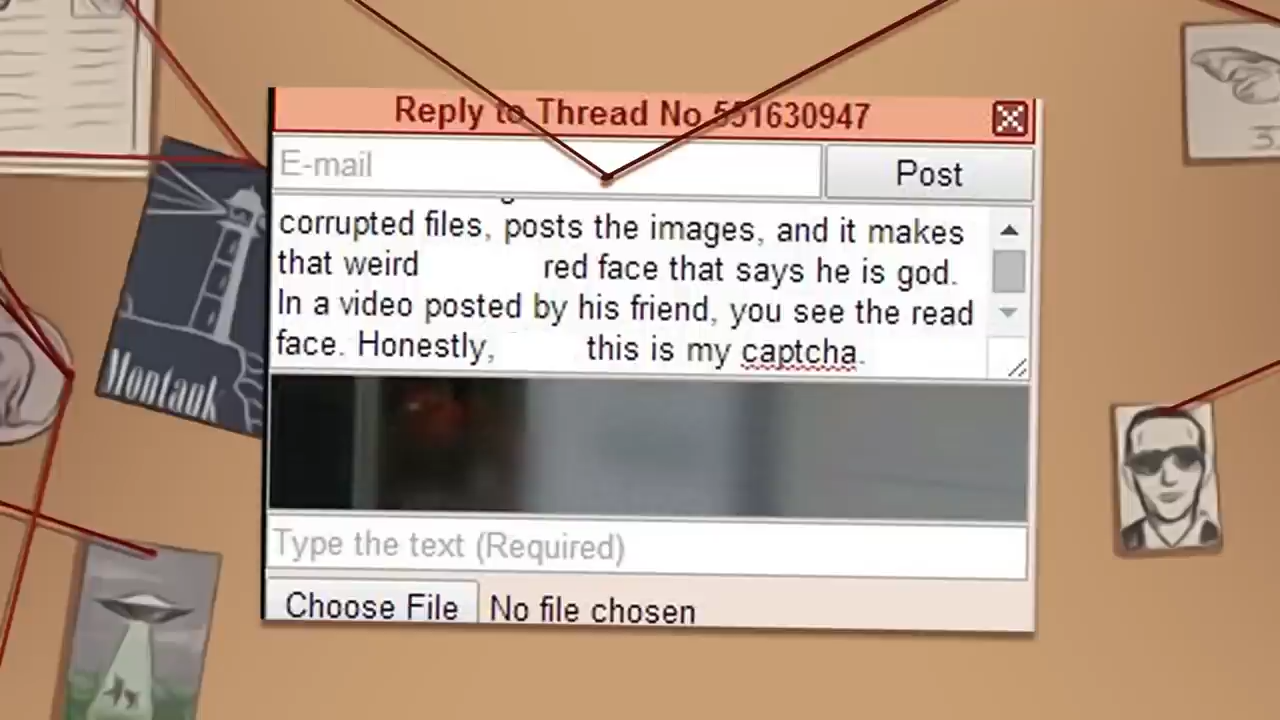 Reply to Thread No.551630947
E-mail
Post
corrupted files, posts the images, and it makes
that weird red face that says he is god.
In a video posted by his friend, you see the read
face. Honestly, this is my captcha.
Type the text (Required)
Choose File No file chosen
Montauk